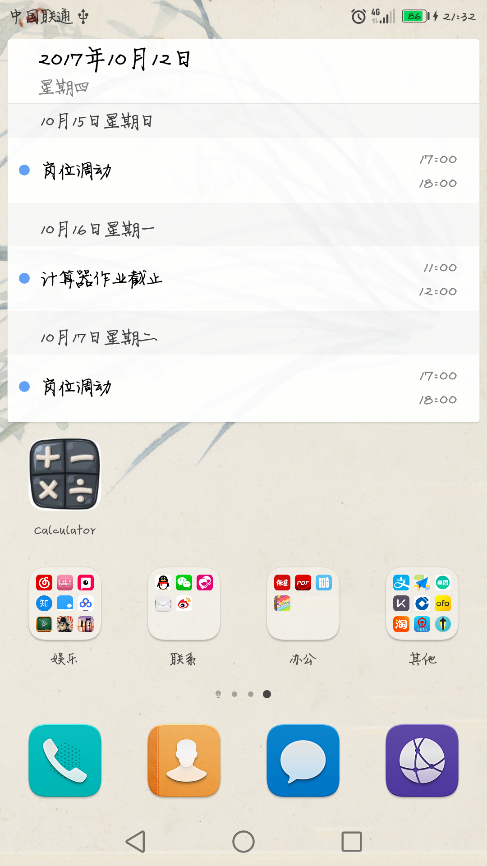 中国联通 4G 86 21:32
2017年10月12日
星期四
10月15日星期日
岗位调动 17:00
18:00
10月16日星期一
计算器作业截止 11:00
12:00
10月17日星期二
岗位调动 17:00
18:00
Calculator
知 PDF ofo K 淘
娱乐 联系 办公 其他